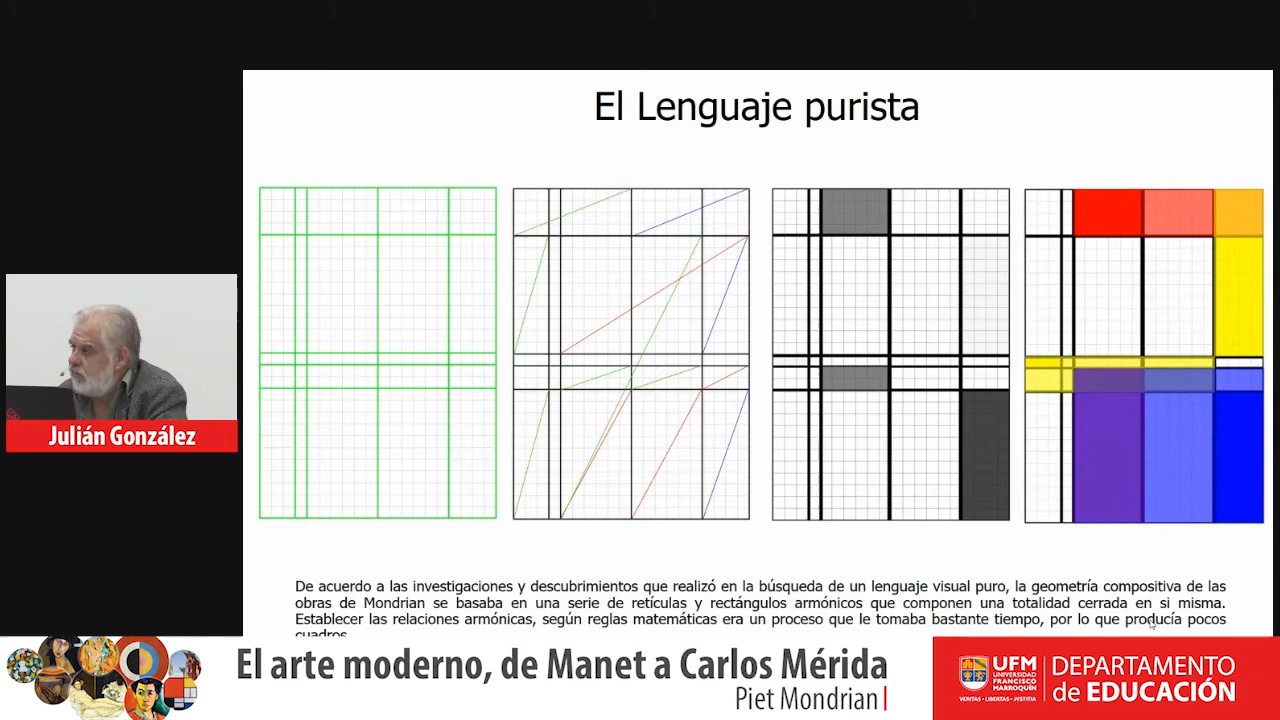 El Lenguaje purista
Julián González
De acuerdo a las investigaciones y descubrimientos que realizó en la búsqueda de un lenguaje visual puro, la geometría compositiva de las
obras de Mondrian se basaba en una serie de retículas y rectángulos armónicos que componen una totalidad cerrada en si misma.
Establecer las relaciones armónicas, según reglas matemáticas era un proceso que le tomaba bastante tiempo, por lo que producía pocos
cuadros.
El arte moderno, de Manet a Carlos Mérida
Piet Mondrian
UFM
UNIVERSIDAD
FRANCISCO
MARROQUÍN
VERITAS · LIBERTAS · JVSTITIA
DEPARTAMENTO
de EDUCACIÓN